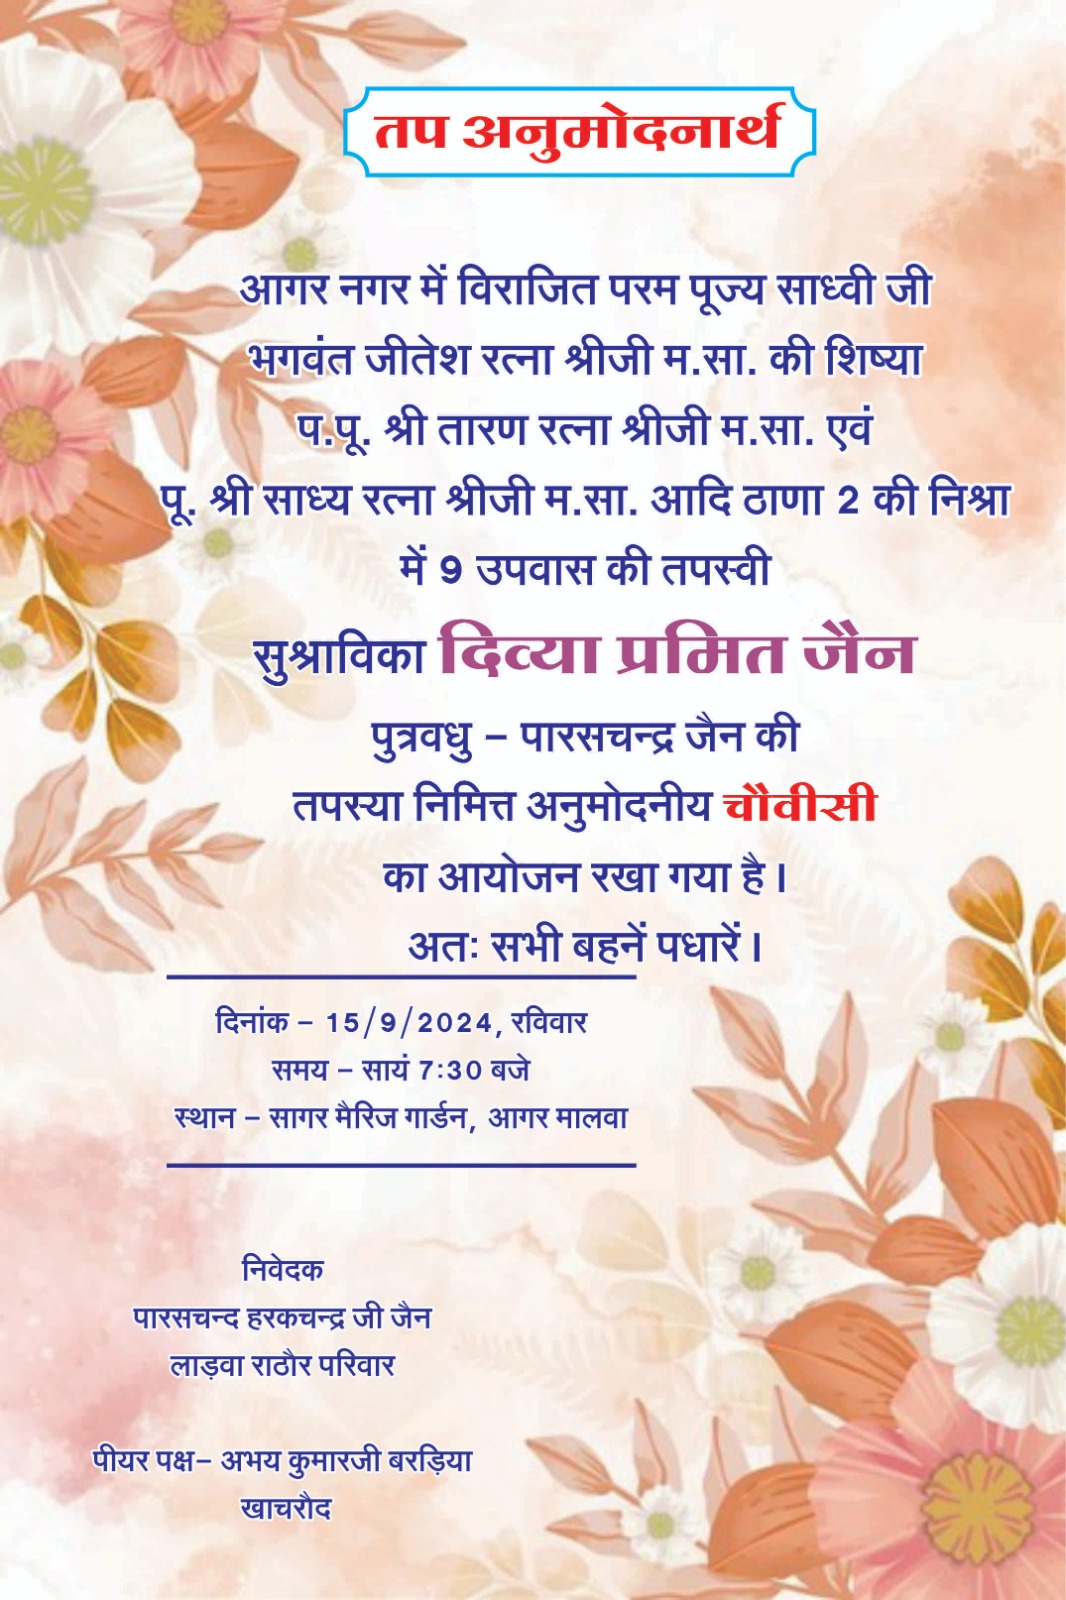 तप अनुमोदनार्थ
आगर नगर में विराजित परम पूज्य साध्वी जी
भगवंत जीतेश रत्ना श्रीजी म.सा. की शिष्या
प.पू. श्री तारण रत्ना श्रीजी म.सा. एवं
पू. श्री साध्य रत्ना श्रीजी म.सा. आदि ठाणा 2 की निश्रा
में 9 उपवास की तपस्वी
सुश्राविका दिव्या प्रमित जैन
पुत्रवधु – पारसचन्द्र जैन की
तपस्या निमित्त अनुमोदनीय चौवीसी
का आयोजन रखा गया है।
अतः सभी बहनें पधारें।
दिनांक – 15/9/2024, रविवार
समय – सायं 7:30 बजे
स्थान – सागर मैरिज गार्डन, आगर मालवा
निवेदक
पारसचन्द हरकचन्द्र जी जैन
लाड़वा राठौर परिवार
पीयर पक्ष– अभय कुमारजी बरड़िया
खाचरौद